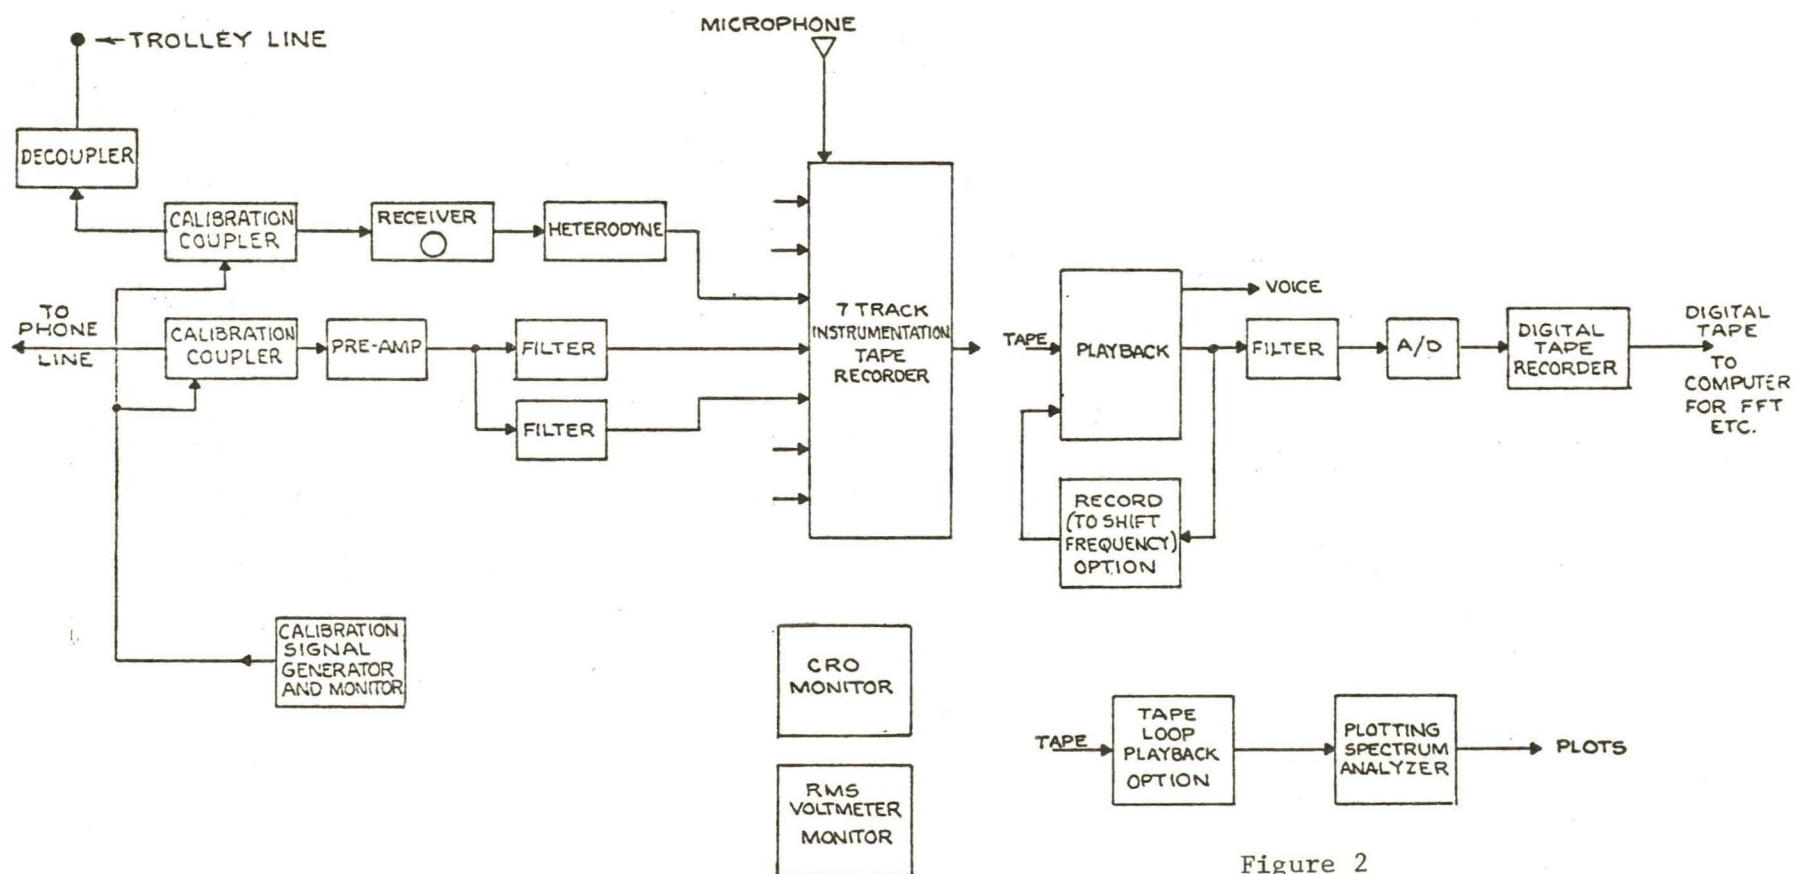 TROLLEY LINE
MICROPHONE
DECOUPLER
CALIBRATION
COUPLER
RECEIVER
HETERODYNE
TO
PHONE
LINE
CALIBRATION
COUPLER
PRE-AMP
FILTER
FILTER
7 TRACK
INSTRUMENTATION
TAPE
RECORDER
TAPE
PLAYBACK
VOICE
FILTER
A/D
DIGITAL
TAPE
RECORDER
DIGITAL
TAPE
TO
COMPUTER
FOR FFT
ETC.
RECORD
(TO SHIFT
FREQUENCY)
OPTION
CALIBRATION
SIGNAL
GENERATOR
AND MONITOR
CRO
MONITOR
RMS
VOLTMETER
MONITOR
TAPE
TAPE
LOOP
PLAYBACK
OPTION
PLOTTING
SPECTRUM
ANALYZER
PLOTS
Figure 2